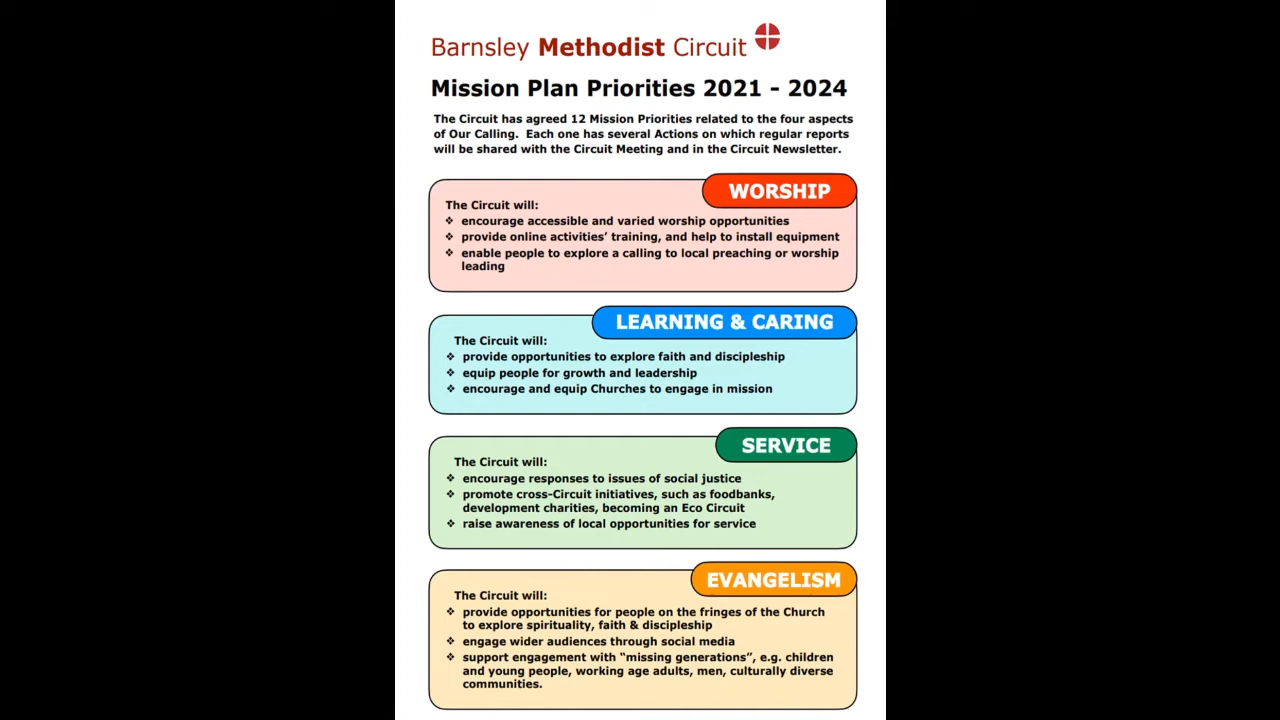 Barnsley Methodist Circuit
Mission Plan Priorities 2021 - 2024
The Circuit has agreed 12 Mission Priorities related to the four aspects
of Our Calling. Each one has several Actions on which regular reports
will be shared with the Circuit Meeting and in the Circuit Newsletter.
WORSHIP
The Circuit will:
❖ encourage accessible and varied worship opportunities
❖ provide online activities’ training, and help to install equipment
❖ enable people to explore a calling to local preaching or worship
leading
LEARNING & CARING
The Circuit will:
❖ provide opportunities to explore faith and discipleship
❖ equip people for growth and leadership
❖ encourage and equip Churches to engage in mission
SERVICE
The Circuit will:
❖ encourage responses to issues of social justice
❖ promote cross-Circuit initiatives, such as foodbanks,
development charities, becoming an Eco Circuit
❖ raise awareness of local opportunities for service
EVANGELISM
The Circuit will:
❖ provide opportunities for people on the fringes of the Church
to explore spirituality, faith & discipleship
❖ engage wider audiences through social media
❖ support engagement with “missing generations”, e.g. children
and young people, working age adults, men, culturally diverse
communities.